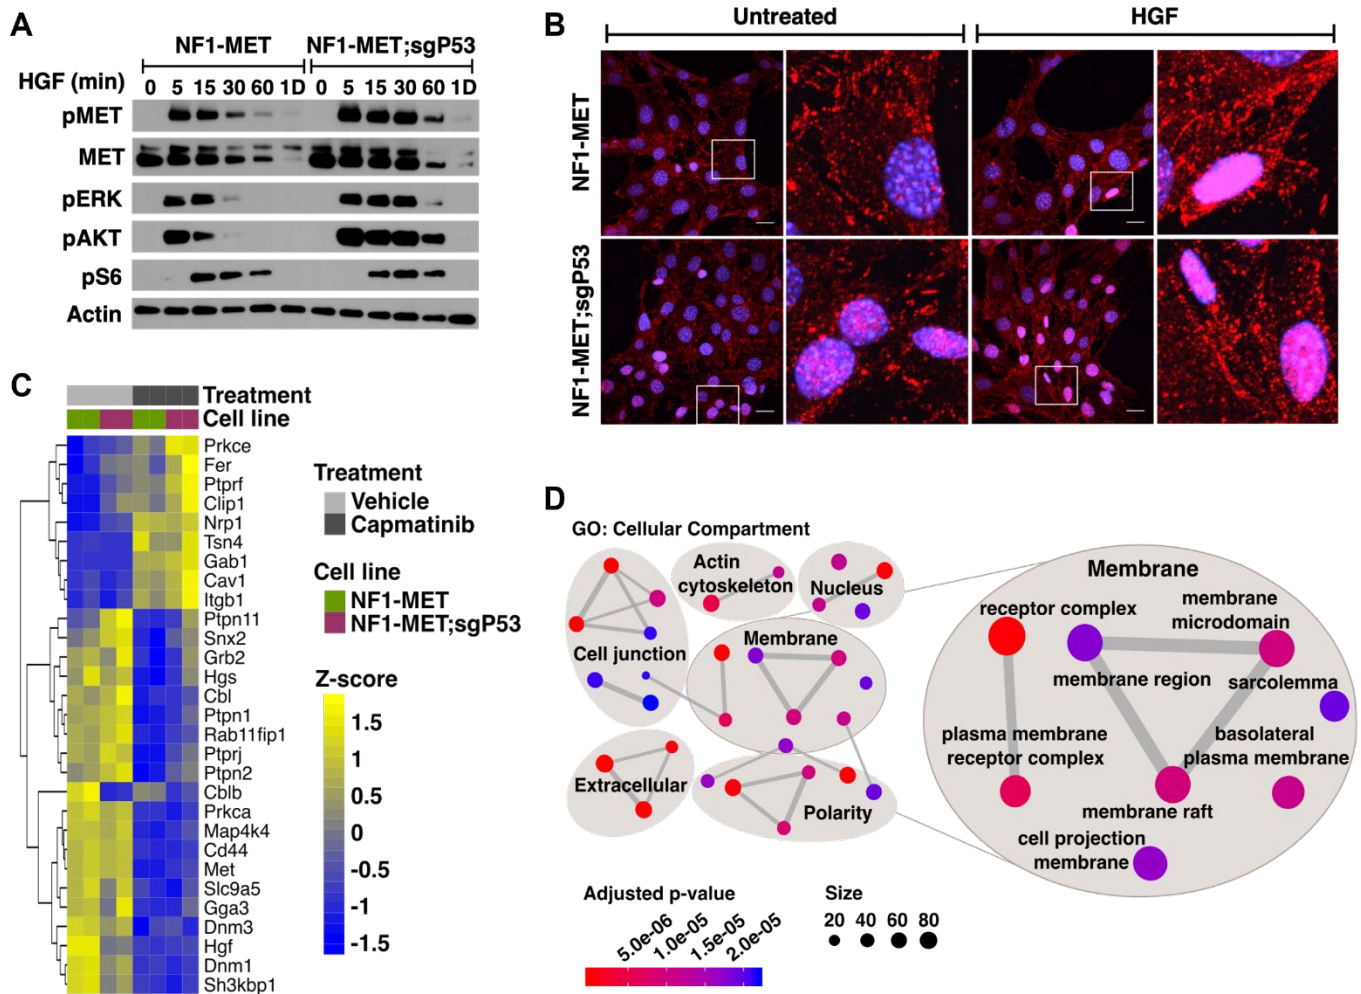 A
NF1-MET NF1-MET;sgP53
HGF (min) 0 5 15 30 60 1D 0 5 15 30 60 1D
pMET
MET
pERK
pAKT
pS6
Actin
B
Untreated HGF
NF1-MET
NF1-MET;sgP53
C
Treatment
Cell line
Prkce
Fer
Ptprf
Clip1
Nrp1
Tsn4
Gab1
Cav1
Itgb1
Ptpn11
Snx2
Grb2
Hgs
Cbl
Ptpn1
Rab11fip1
Ptprj
Ptpn2
Cblb
Prkca
Map4k4
Cd44
Met
Slc9a5
Gga3
Dnm3
Hgf
Dnm1
Sh3kbp1
Treatment
Vehicle
Capmatinib
Cell line
NF1-MET
NF1-MET;sgP53
Z-score
1.5
1
0.5
0
-0.5
-1
-1.5
D
GO: Cellular Compartment
Actin
cytoskeleton
Nucleus
Cell junction
Membrane
Extracellular
Polarity
Membrane
receptor complex
membrane
microdomain
membrane region
sarcolemma
plasma membrane
receptor complex
basolateral
plasma membrane
membrane raft
cell projection
membrane
Adjusted p-value
5.0e-06 1.0e-05 1.5e-05 2.0e-05
Size
20 40 60 80